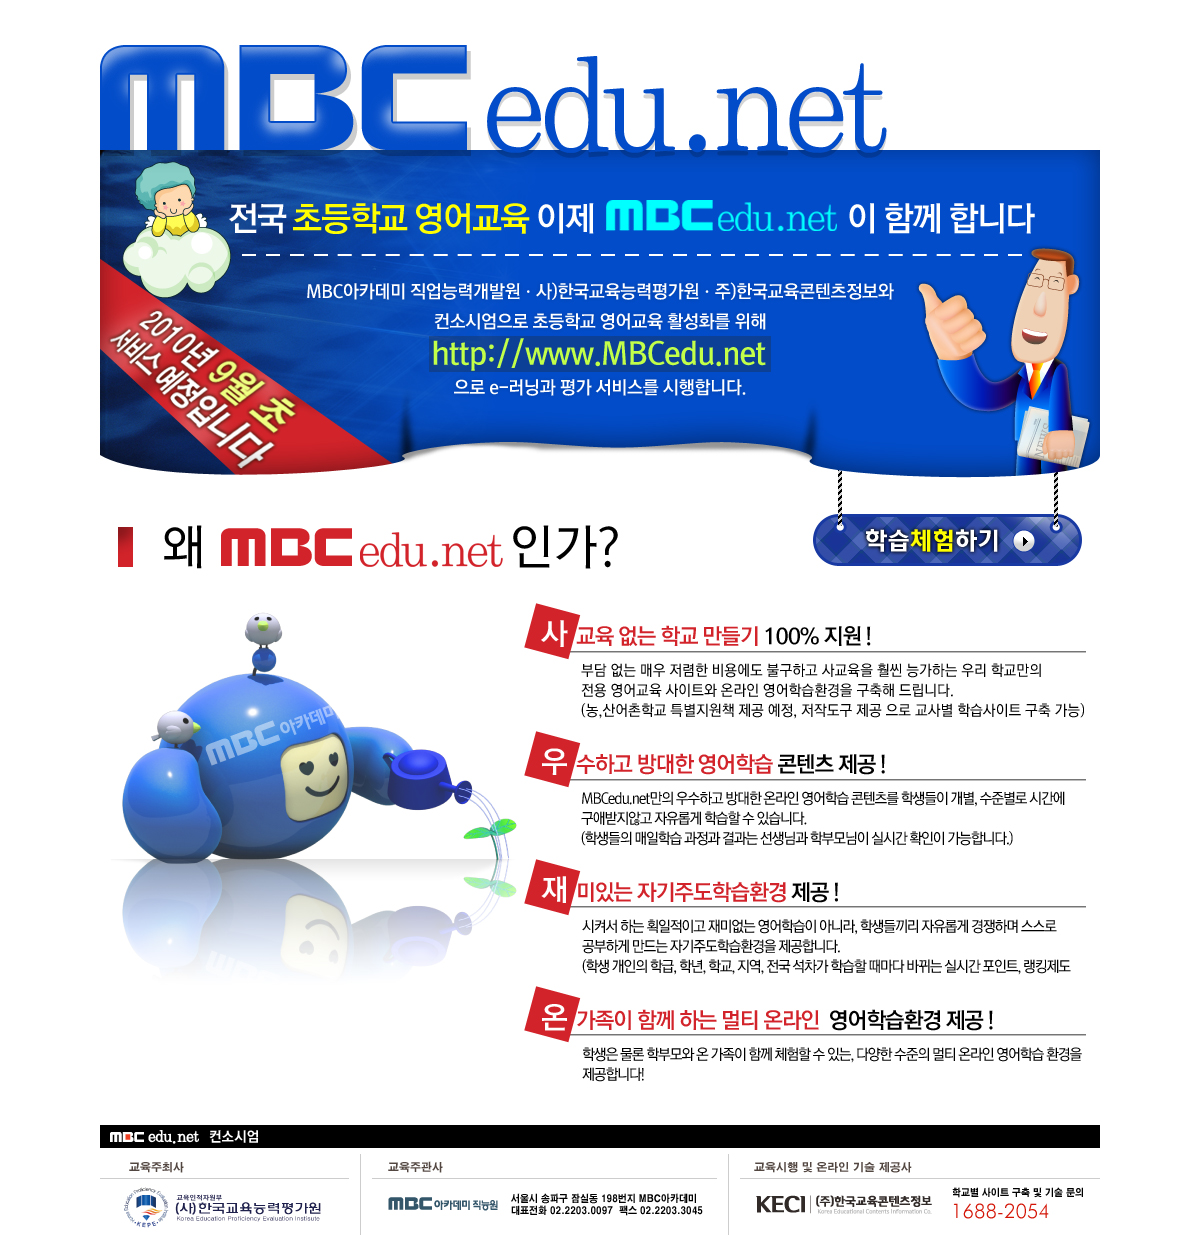 MBC edu.net
전국 초등학교 영어교육 이제 MBC edu.net 이 함께 합니다
MBC아카데미 직업능력개발원 · 사)한국교육능력평가원 · 주)한국교육콘텐츠정보와
컨소시엄으로 초등학교 영어교육 활성화를 위해
http://www.MBCedu.net
으로 e-러닝과 평가 서비스를 시행합니다.
2010년 9월 초
서비스 예정입니다
NEWS
왜 MBC edu.net 인가?
학습체험하기
MBC 아카데미
사교육 없는 학교 만들기 100% 지원!
부담 없는 매우 저렴한 비용에도 불구하고 사교육을 훨씬 능가하는 우리 학교만의
전용 영어교육 사이트와 온라인 영어학습환경을 구축해 드립니다.
(농,산어촌학교 특별지원책 제공 예정, 저작도구 제공 으로 교사별 학습사이트 구축 가능)
우수하고 방대한 영어학습 콘텐츠 제공!
MBCedu.net만의 우수하고 방대한 온라인 영어학습 콘텐츠를 학생들이 개별, 수준별로 시간에
구애받지않고 자유롭게 학습할 수 있습니다.
(학생들의 매일학습 과정과 결과는 선생님과 학부모님이 실시간 확인이 가능합니다.)
재미있는 자기주도학습환경 제공!
시켜서 하는 획일적이고 재미없는 영어학습이 아니라, 학생들끼리 자유롭게 경쟁하며 스스로
공부하게 만드는 자기주도학습환경을 제공합니다.
(학생 개인의 학급, 학년, 학교, 지역, 전국 석차가 학습할 때마다 바뀌는 실시간 포인트, 랭킹제도
온가족이 함께 하는 멀티 온라인 영어학습환경 제공!
학생은 물론 학부모와 온 가족이 함께 체험할 수 있는, 다양한 수준의 멀티 온라인 영어학습 환경을
제공합니다!
MBC edu.net 컨소시엄
교육주최사
교육인적자원부
(사)한국교육능력평가원
Korea Education Proficiency Evaluation Institute
KEPE
교육주관사
MBC 아카데미 직능원
서울시 송파구 잠실동 198번지 MBC아카데미
대표전화 02.2203.0097 팩스 02.2203.3045
교육시행 및 온라인 기술 제공사
KECI (주)한국교육콘텐츠정보
Korea Educational Contents Information Co.
학교별 사이트 구축 및 기술 문의
1688-2054